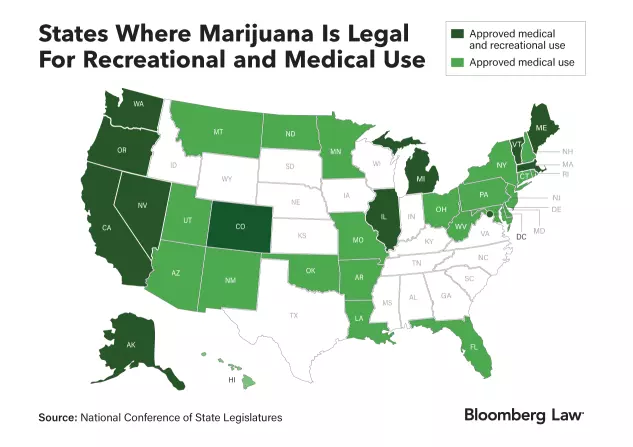 States Where Marijuana Is Legal
For Recreational and Medical Use
Approved medical
and recreational use
Approved medical use
WA
MT
ND
MN
ME
VT
NH
OR
ID
SD
WI
NY
MA
MI
RI
CT
WY
IA
PA
NE
NJ
NV
OH
DE
IL
IN
UT
CO
WV
MD
CA
KS
MO
VA
DC
KY
NC
TN
AZ
NM
OK
AR
SC
MS
AL
GA
TX
LA
AK
FL
HI
Source: National Conference of State Legislatures
Bloomberg Law